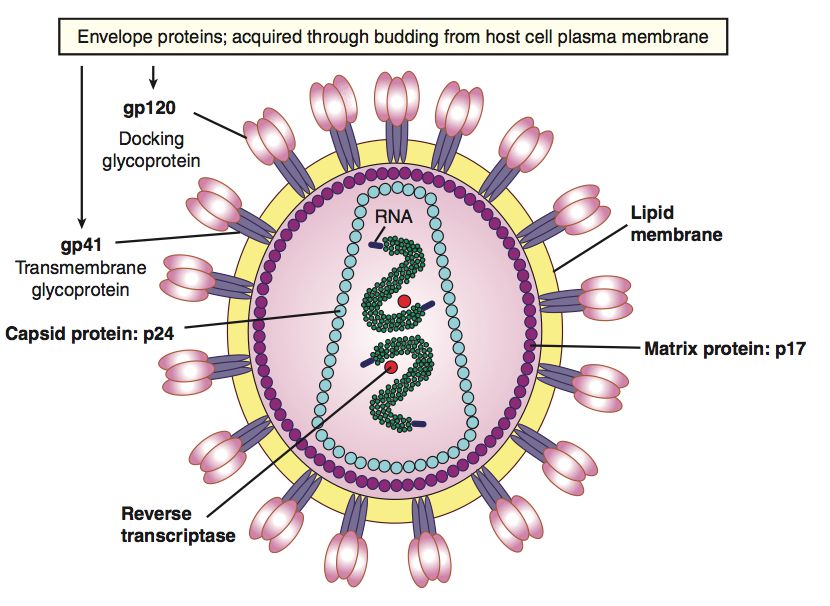 Envelope proteins; acquired through budding from host cell plasma membrane
gp120
Docking
glycoprotein
RNA
Lipid
membrane
gp41
Transmembrane
glycoprotein
Capsid protein: p24
Matrix protein: p17
Reverse
transcriptase